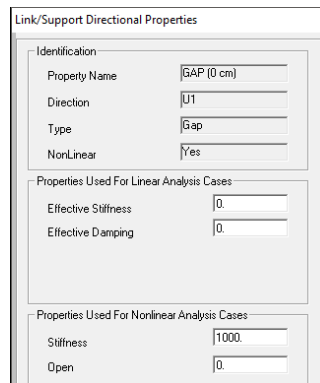 Link/Support Directional Properties
Identification
Property Name GAP (0 cm)
Direction U1
Type Gap
NonLinear Yes
Properties Used For Linear Analysis Cases
Effective Stiffness 0.
Effective Damping 0.
Properties Used For Nonlinear Analysis Cases
Stiffness 1000.
Open 0.